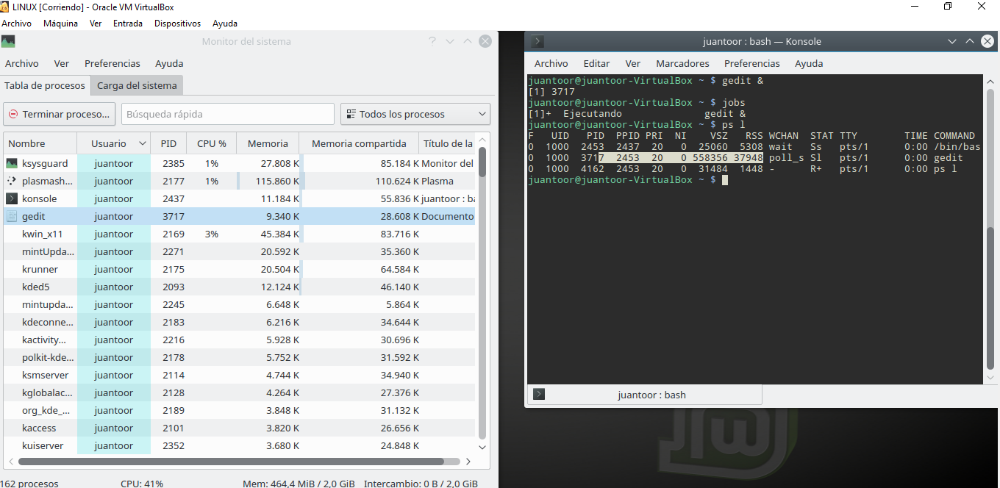 LINUX [Corriendo] - Oracle VM VirtualBox
Archivo Máquina Ver Entrada Dispositivos Ayuda
Monitor del sistema
Archivo Ver Preferencias Ayuda
Tabla de procesos Carga del sistema
Terminar proceso... Búsqueda rápida Todos los procesos
Nombre Usuario PID CPU % Memoria Memoria compartida Título de la
ksysguard juantoor 2385 1% 27.808 K 85.184 K Monitor del
plasmash... juantoor 2177 1% 115.860 K 110.624 K Plasma
konsole juantoor 2437 11.184 K 55.836 K juantoor : ba
gedit juantoor 3717 9.340 K 28.608 K Documento
kwin_x11 juantoor 2169 3% 45.384 K 83.716 K
mintUpda... juantoor 2271 20.592 K 35.360 K
krunner juantoor 2175 20.504 K 64.584 K
kded5 juantoor 2093 12.124 K 46.140 K
mintupda... juantoor 2245 6.648 K 5.864 K
kdeconne... juantoor 2183 6.216 K 34.644 K
kactivity... juantoor 2216 5.928 K 30.696 K
polkit-kde... juantoor 2178 5.752 K 31.592 K
ksmserver juantoor 2114 4.744 K 34.940 K
kglobalac... juantoor 2128 4.264 K 27.376 K
org_kde_... juantoor 2189 3.848 K 31.132 K
kaccess juantoor 2101 3.820 K 26.656 K
kuiserver juantoor 2352 3.680 K 24.848 K
162 procesos CPU: 41% Mem: 464,4 MiB / 2,0 GiB Intercambio: 0 B / 2,0 GiB
juantoor : bash — Konsole
Archivo Editar Ver Marcadores Preferencias Ayuda
juantoor@juantoor-VirtualBox ~ $ gedit &
[1] 3717
juantoor@juantoor-VirtualBox ~ $ jobs
[1]+ Ejecutando gedit &
juantoor@juantoor-VirtualBox ~ $ ps l
F UID PID PPID PRI NI VSZ RSS WCHAN STAT TTY TIME COMMAND
0 1000 2453 2437 20 0 25060 5308 wait Ss pts/1 0:00 /bin/bas
0 1000 3717 2453 20 0 558356 37948 poll_s Sl pts/1 0:00 gedit
0 1000 4162 2453 20 0 31484 1448 - R+ pts/1 0:00 ps l
juantoor@juantoor-VirtualBox ~ $
juantoor : bash